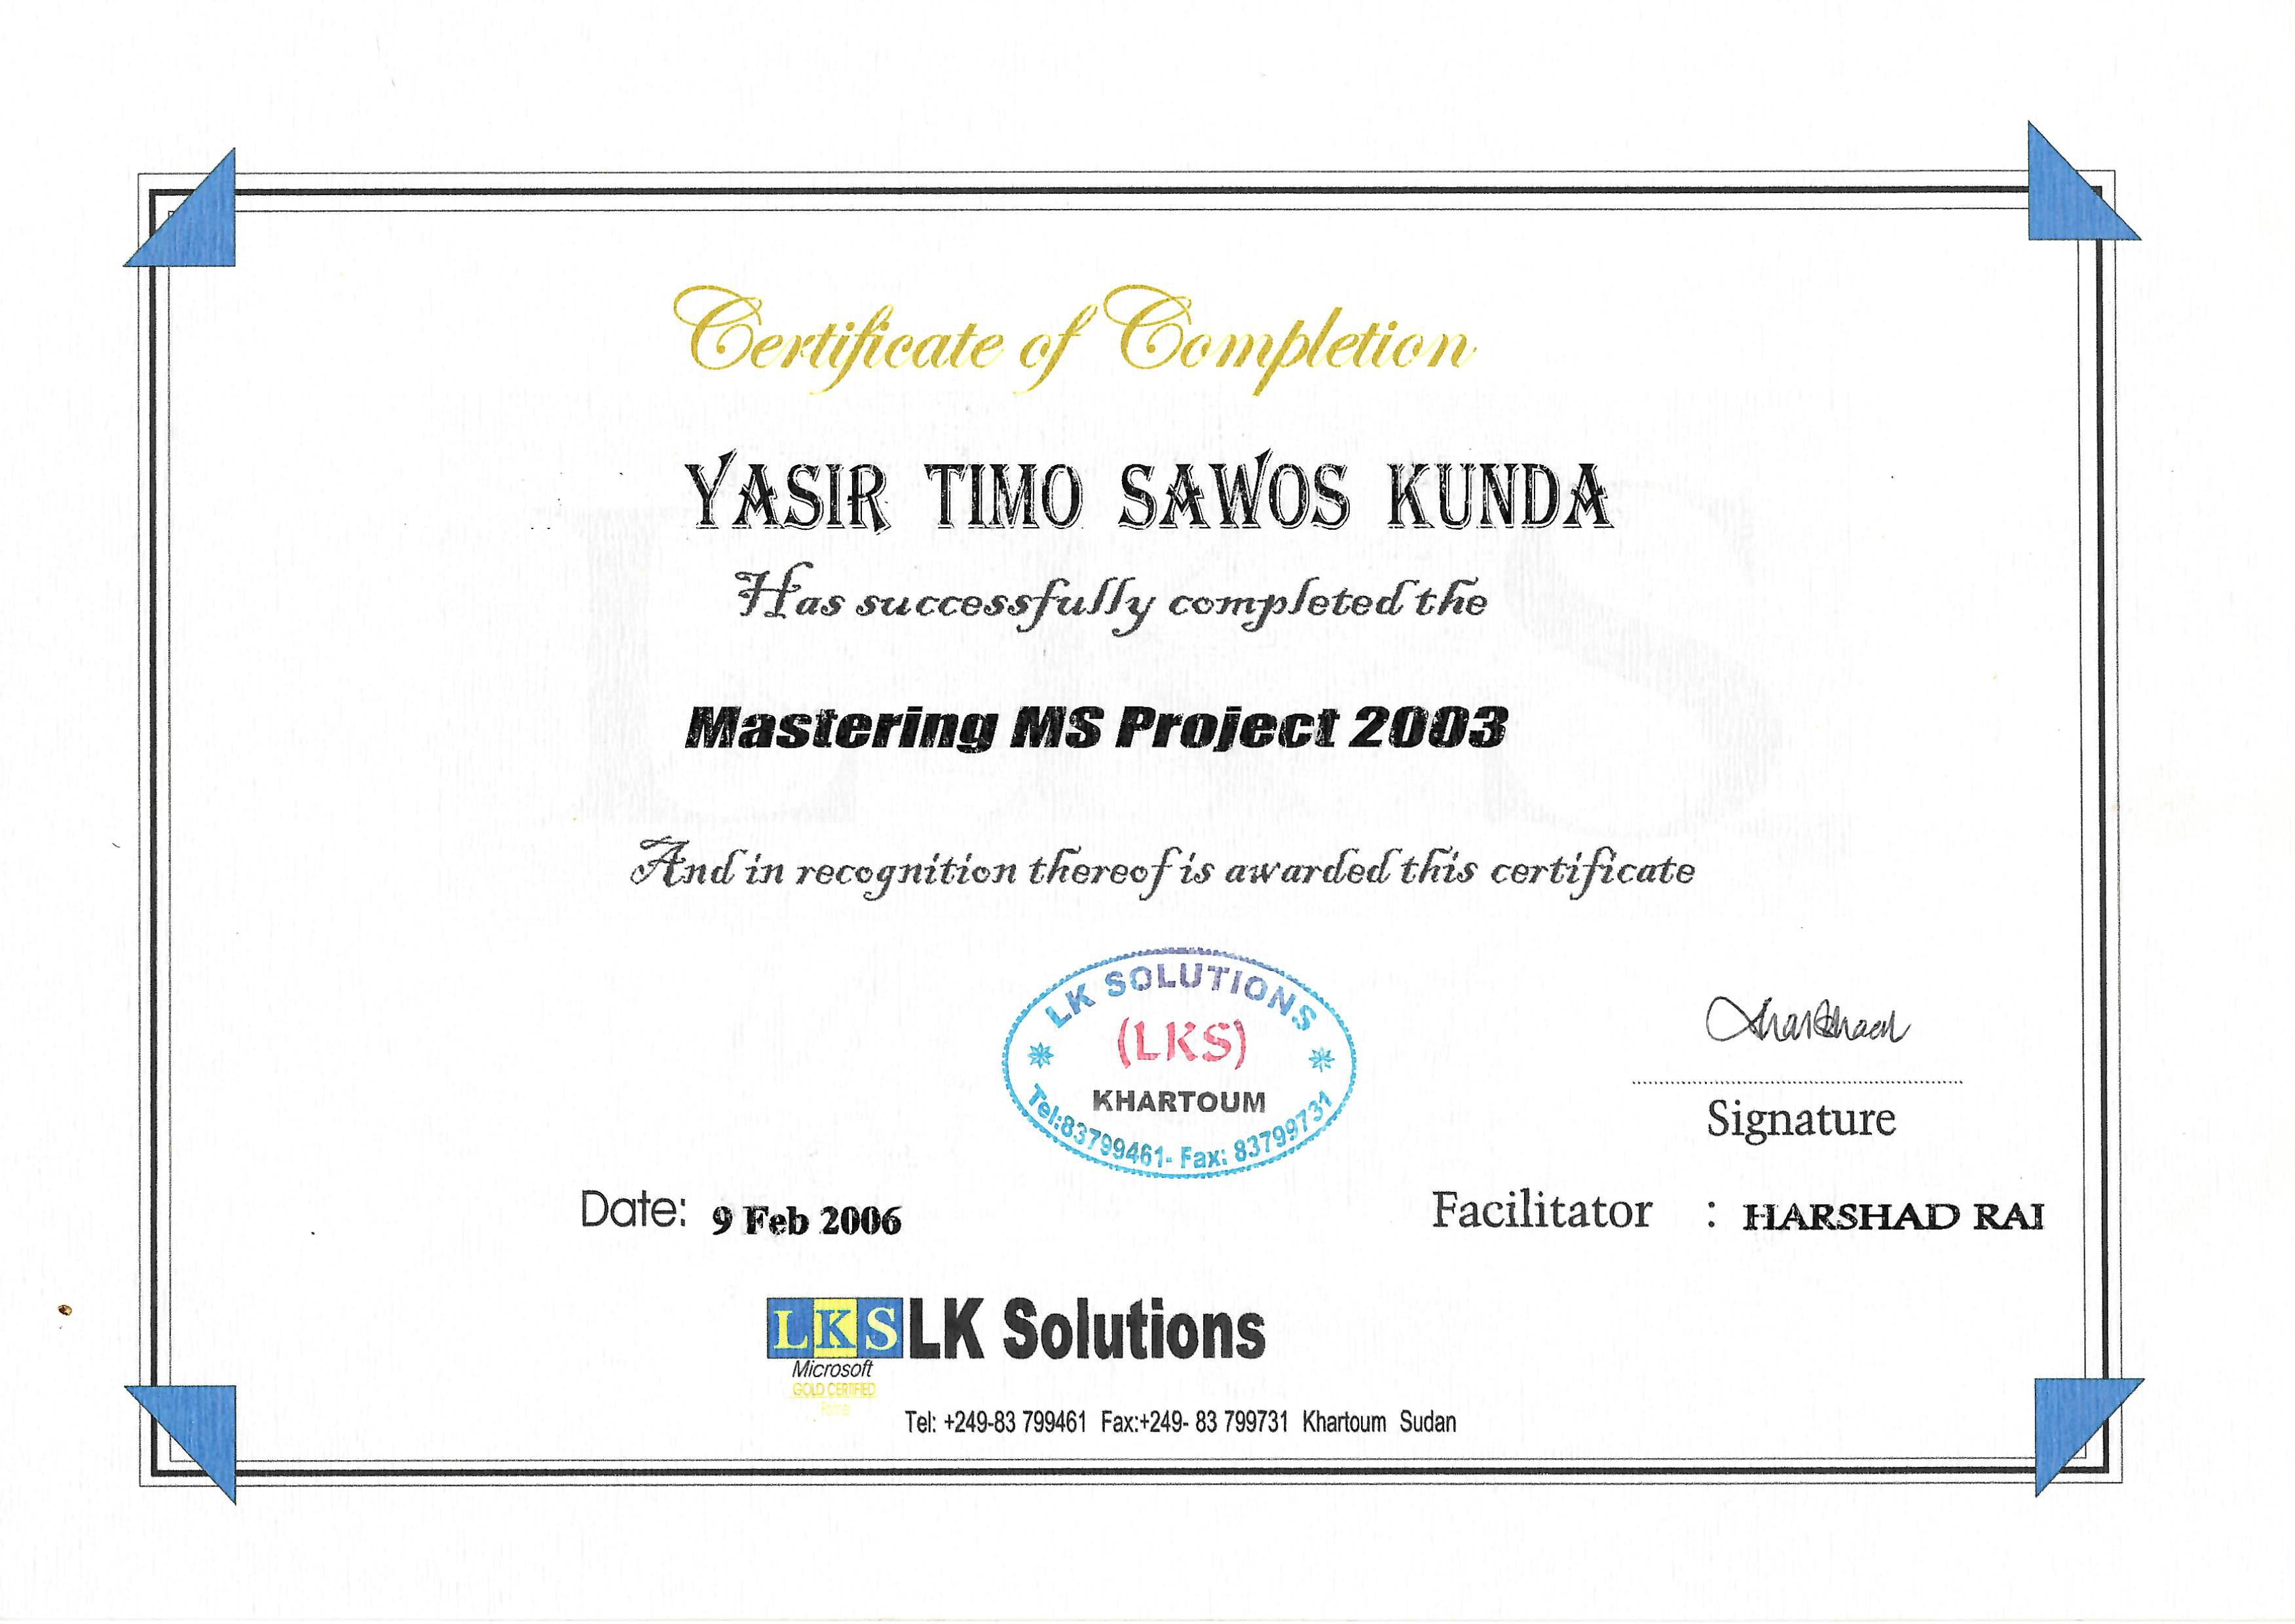 Certificate of Completion
YASIR TIMO SAWOS KUNDA
Has successfully completed the
Mastering MS Project 2003
And in recognition thereof is awarded this certificate
LK SOLUTIONS
(LKS)
KHARTOUM
Tel:83799461- Fax: 83799731
Signature
Date: 9 Feb 2006
Facilitator : HARSHAD RAI
LKS LK Solutions
Microsoft
GOLD CERTIFIED
Tel: +249-83 799461 Fax:+249- 83 799731 Khartoum Sudan